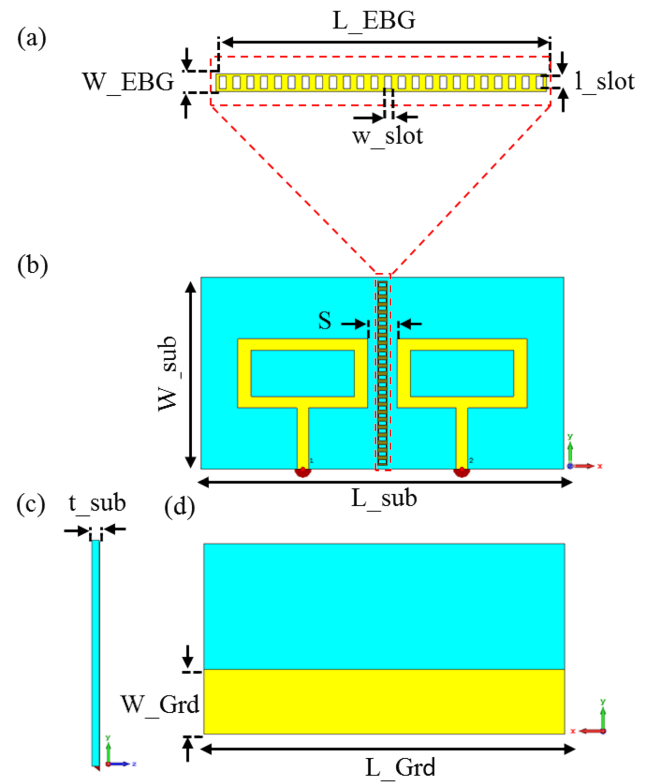 (a)
L_EBG
W_EBG
l_slot
w_slot
(b)
S
W_sub
1
2
y
x
L_sub
(c)
t_sub
(d)
W_Grd
y
z
y
x
L_Grd